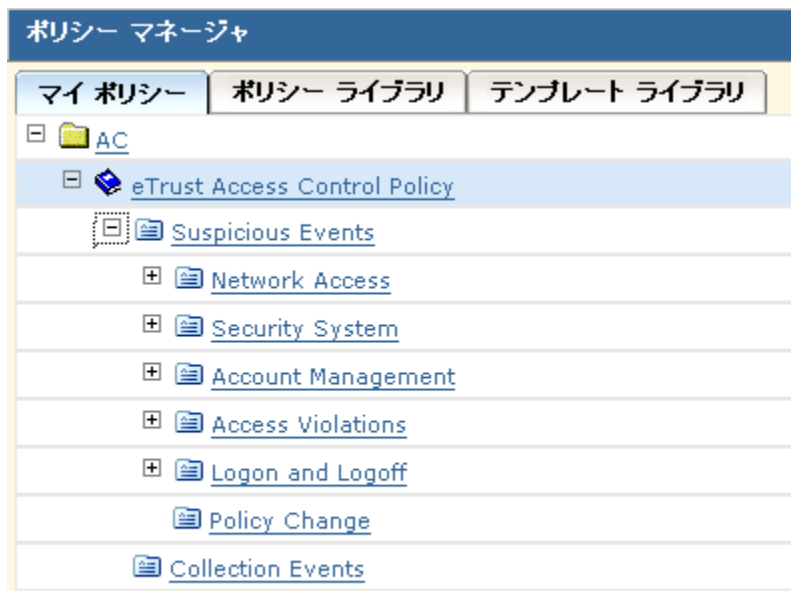 ポリシー マネージャ
マイ ポリシー ポリシー ライブラリ テンプレート ライブラリ
AC
eTrust Access Control Policy
Suspicious Events
Network Access
Security System
Account Management
Access Violations
Logon and Logoff
Policy Change
Collection Events